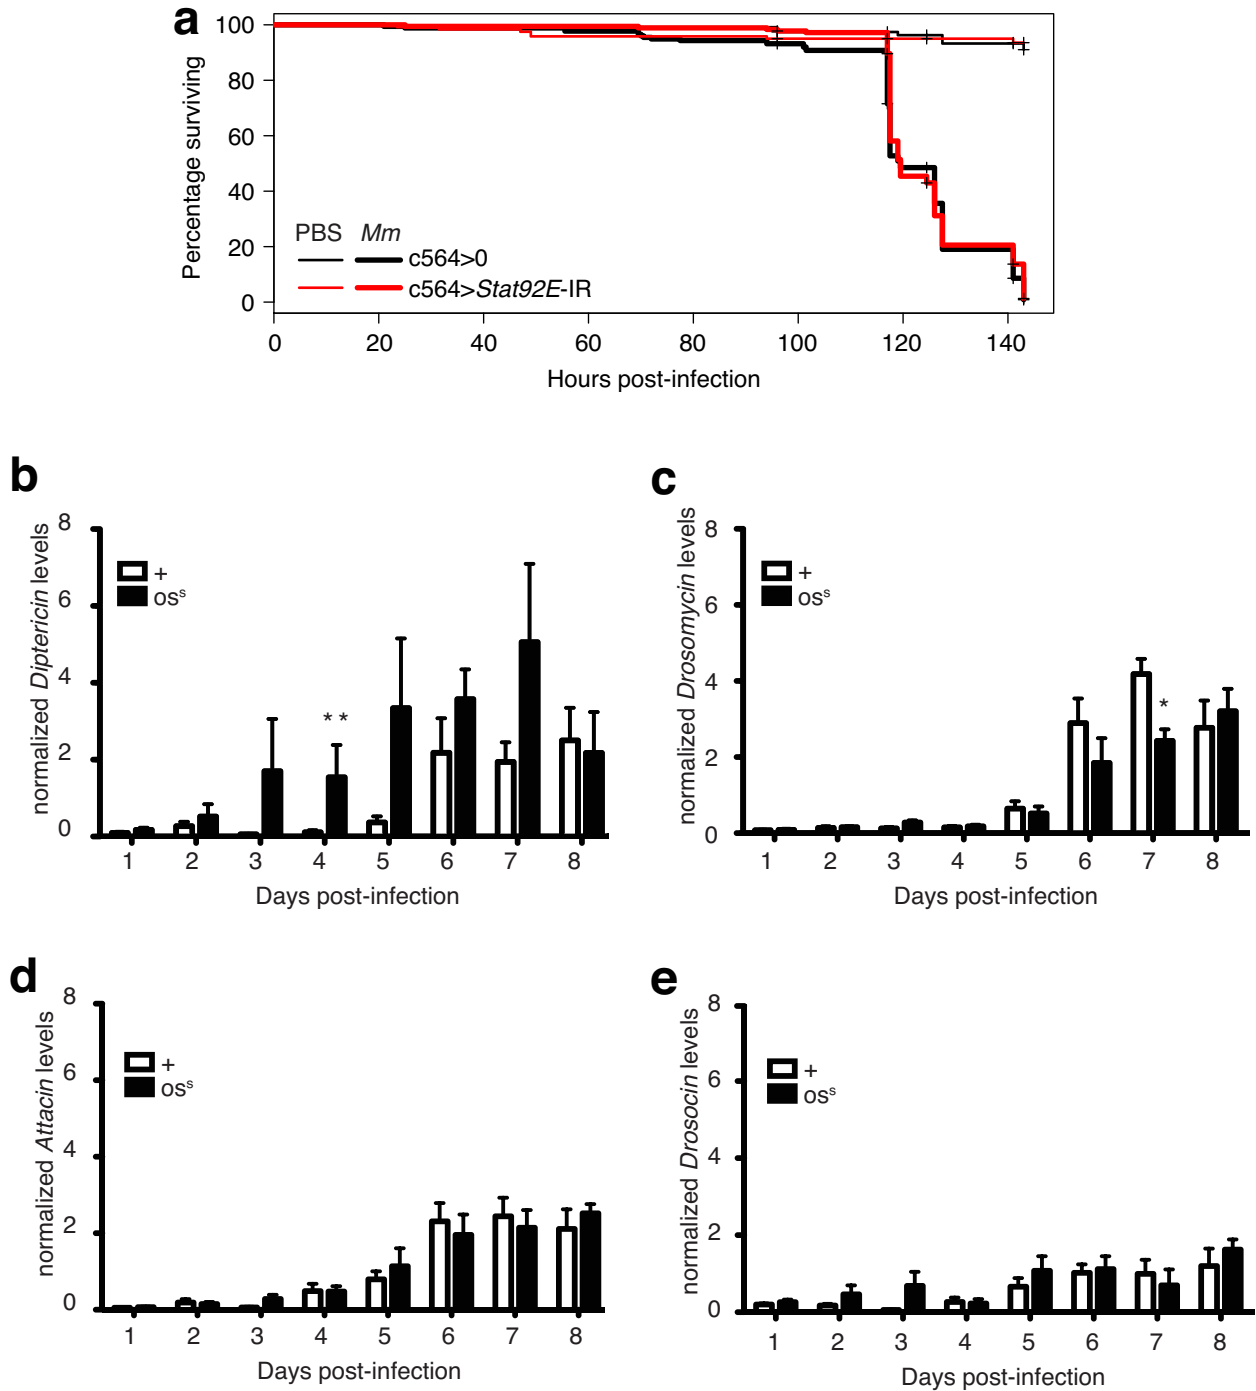 a
Percentage surviving
100
80
60
40
20
0
PBS Mm
c564>0
c564>Stat92E-IR
0 20 40 60 80 100 120 140
Hours post-infection
b
normalized Diptericin levels
8
6
4
2
0
+
osˢ
* *
1 2 3 4 5 6 7 8
Days post-infection
c
normalized Drosomycin levels
8
6
4
2
0
+
osˢ
*
1 2 3 4 5 6 7 8
Days post-infection
d
normalized Attacin levels
8
6
4
2
0
+
osˢ
1 2 3 4 5 6 7 8
Days post-infection
e
normalized Drosocin levels
8
6
4
2
0
+
osˢ
1 2 3 4 5 6 7 8
Days post-infection